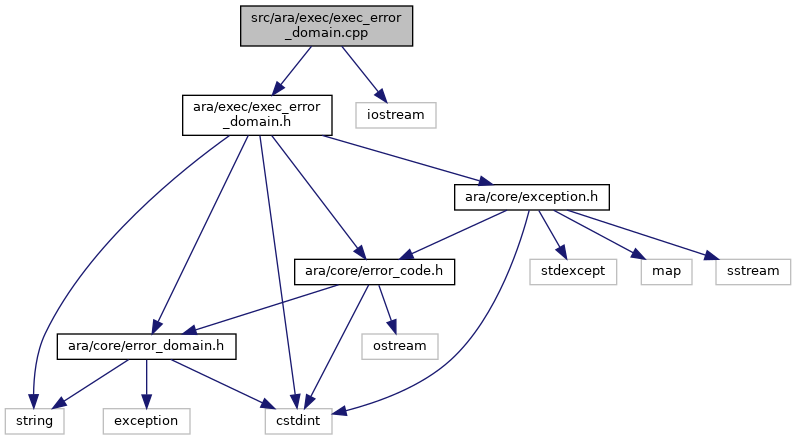 src/ara/exec/exec_error
_domain.cpp
ara/exec/exec_error
_domain.h
iostream
ara/core/exception.h
ara/core/error_code.h
stdexcept
map
sstream
ara/core/error_domain.h
ostream
string
exception
cstdint